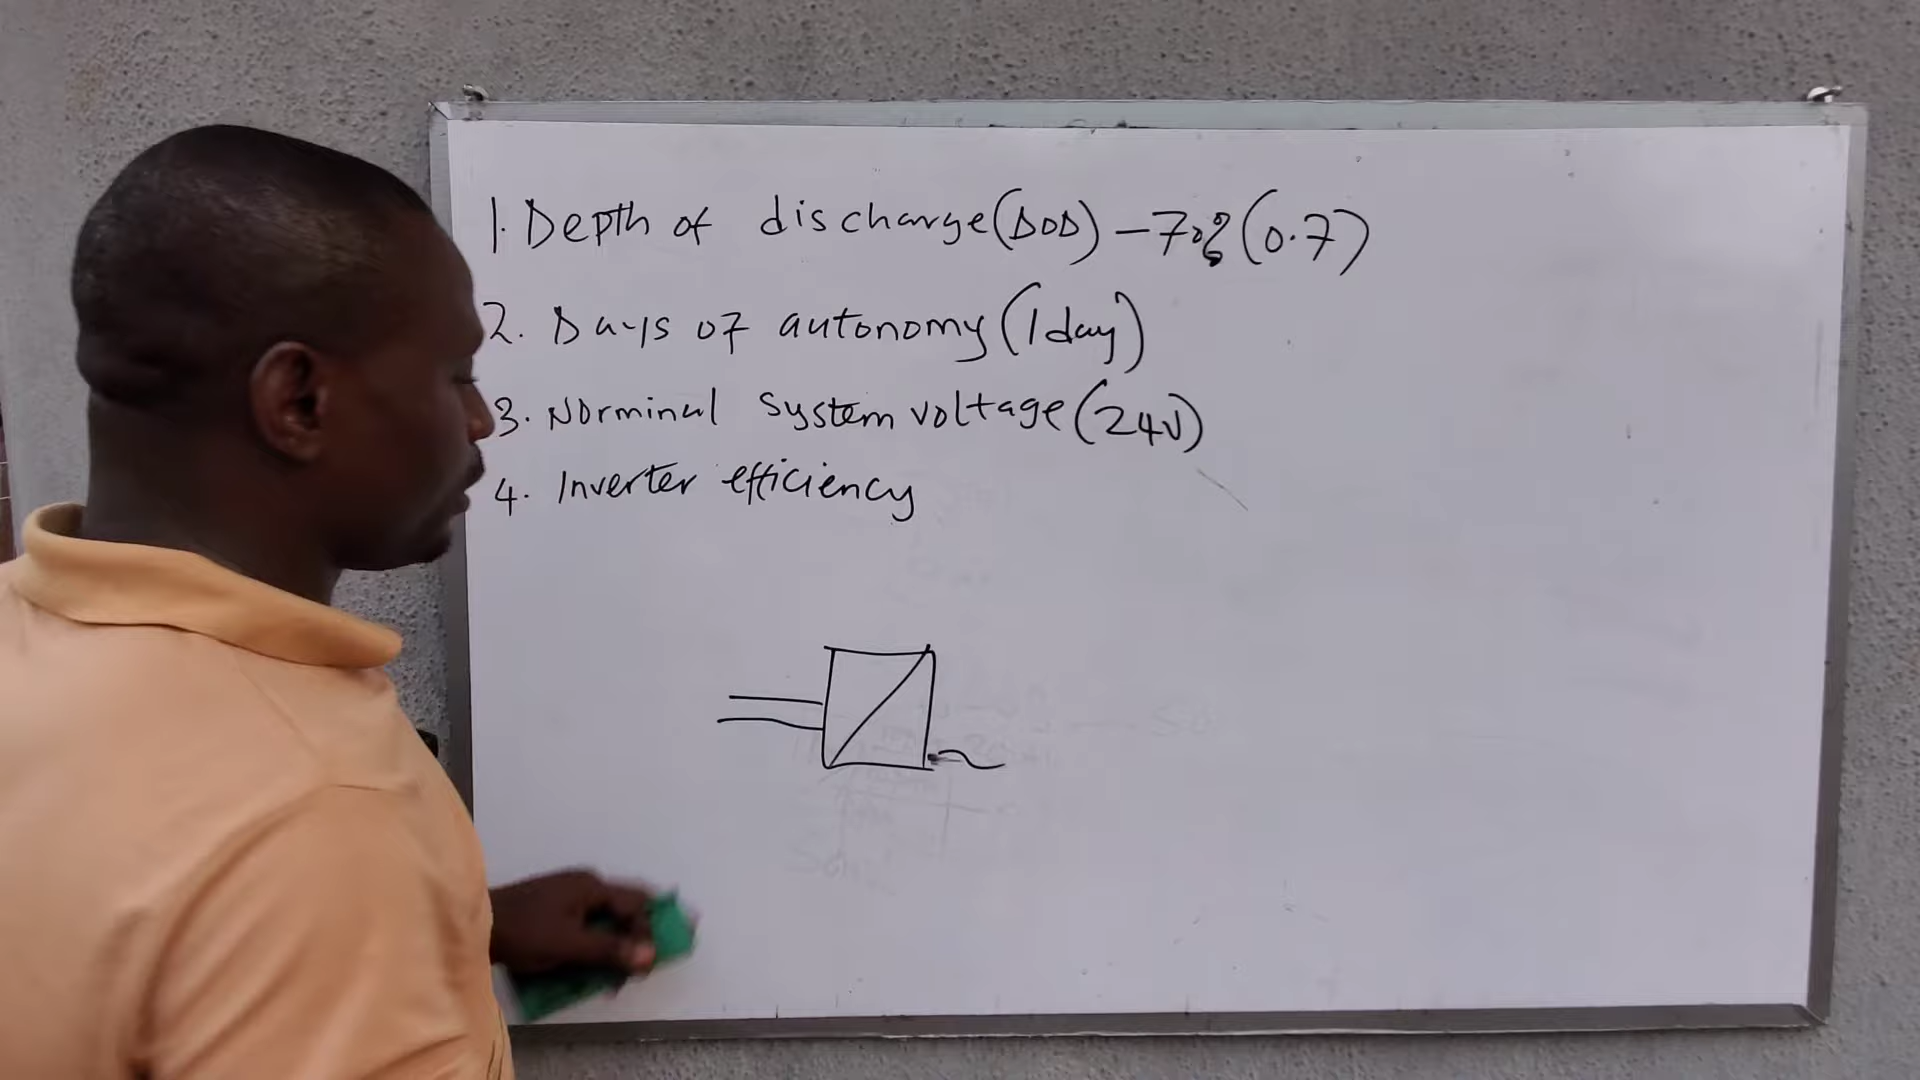 1. Depth of discharge (DOD) - 70% (0.7)
2. Days of autonomy (1 day)
3. Norminal system voltage (24V)
4. Inverter efficiency